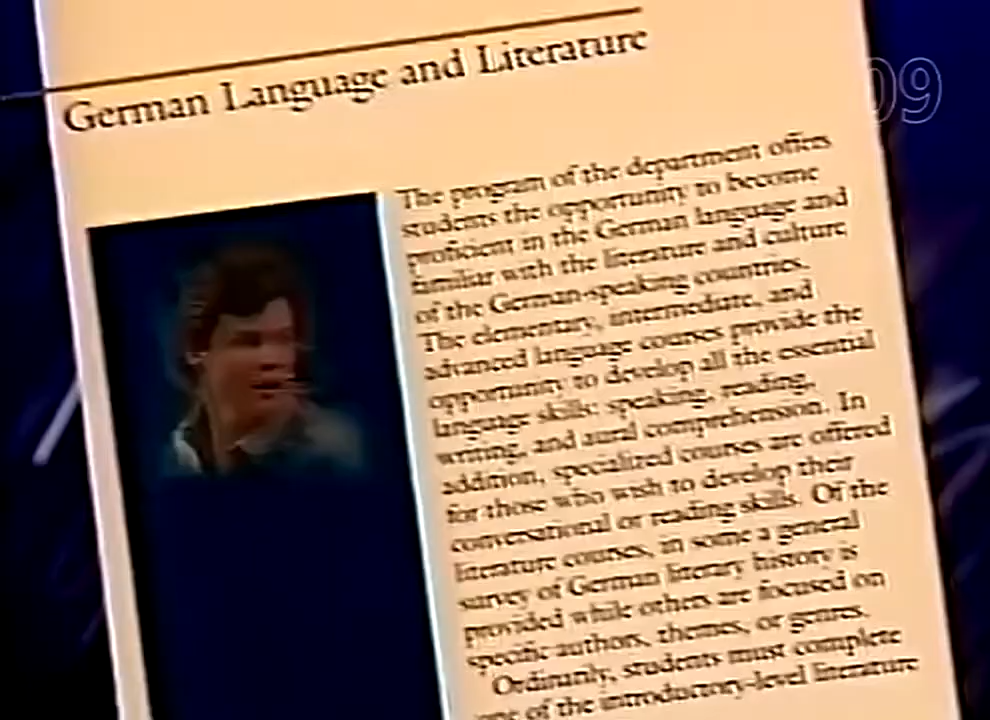 German Language and Literature
09
The program of the department offers
students the opportunity to become
proficient in the German language and
familiar with the literature and culture
of the German-speaking countries.
The elementary, intermediate, and
advanced language courses provide the
opportunity to develop all the essential
language skills: speaking, reading,
writing, and aural comprehension. In
addition, specialized courses are offered
for those who wish to develop their
conversational or reading skills. Of the
literature courses, in some a general
survey of German literary history is
provided while others are focused on
specific authors, themes, or genres.
Ordinarily, students must complete
one of the introductory-level literature